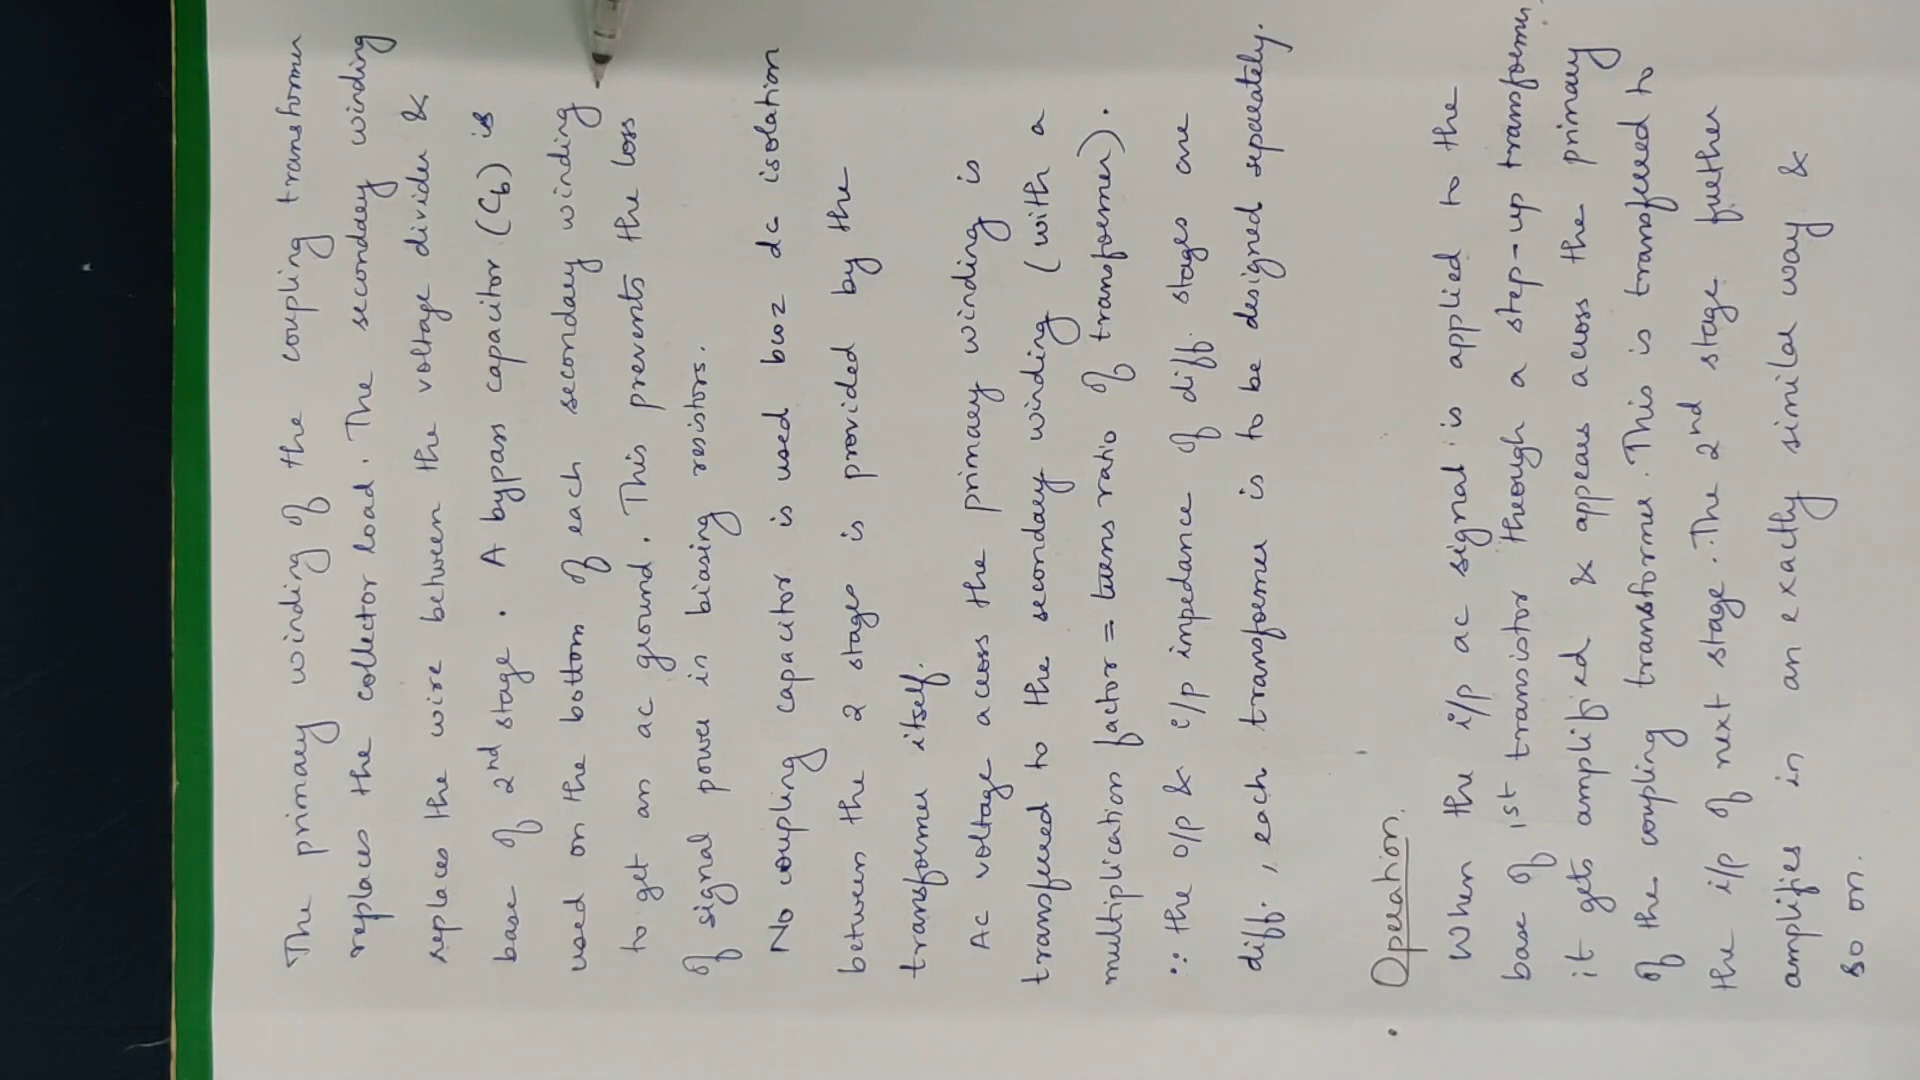 The primary winding of the coupling transformer
replaces the collector load. The secondary winding
replaces the wire between the voltage divider &
base of 2nd stage. A bypass capacitor (Cb) is
used on the bottom of each secondary winding
to get an ac ground. This prevents the loss
of signal power in biasing resistors.
No coupling capacitor is used bcoz dc isolation
between the 2 stages is provided by the
transformer itself.
Ac voltage across the primary winding is
transferred to the secondary winding (with a
multiplication factor = turns ratio of transformer).
∵ the o/p & i/p impedance of diff. stages are
diff., each transformer is to be designed separately.
• Operation.
When the i/p ac signal is applied to the
base of 1st transistor through a step-up transformer,
it gets amplified & appears across the primary
of the coupling transformer. This is transferred to
the i/p of next stage. The 2nd stage further
amplifies in an exactly similar way &
so on.